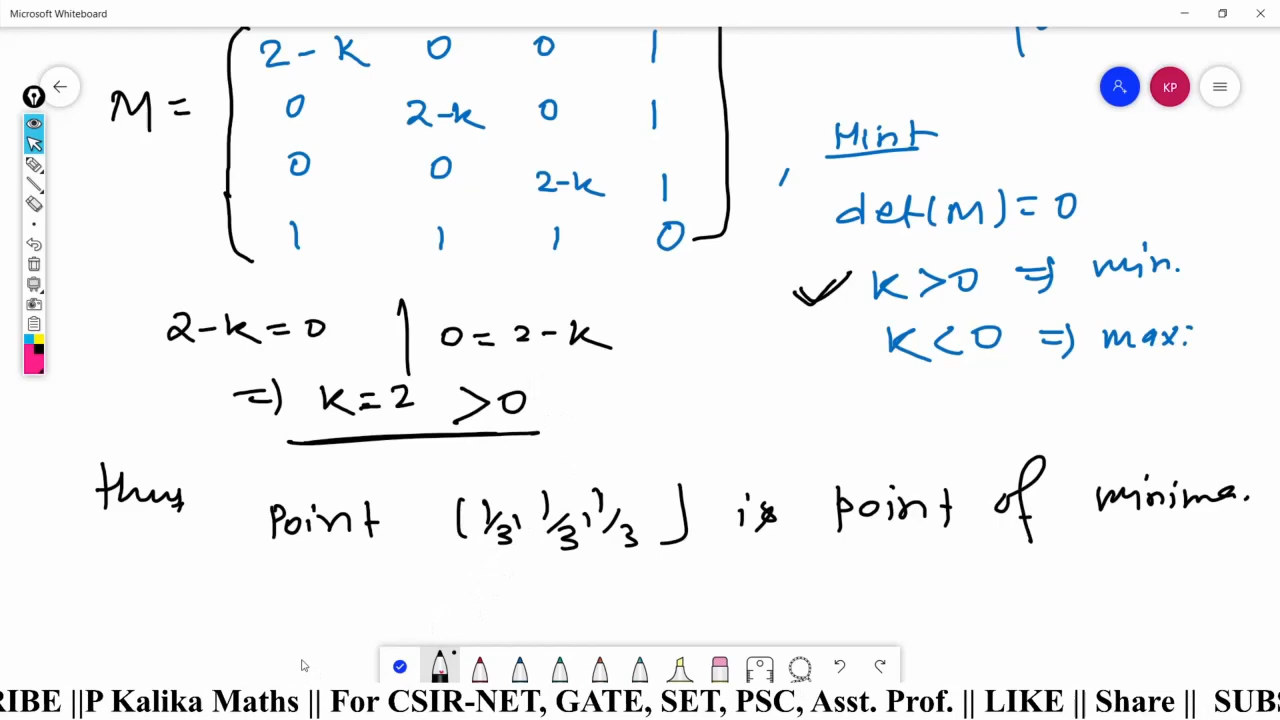 Microsoft Whiteboard
2-k 0 0 1
M = 0 2-k 0 1
0 0 2-k 1
1 1 1 0
KP
Hint
det(M) = 0
k > 0 => min.
k < 0 => max:
2-k = 0 0 = 2-k
=> k = 2 > 0
thus point (1/3, 1/3, 1/3) is point of minima.
RIBE ||P Kalika Maths || For CSIR-NET, GATE, SET, PSC, Asst. Prof. || LIKE || Share || SUBS